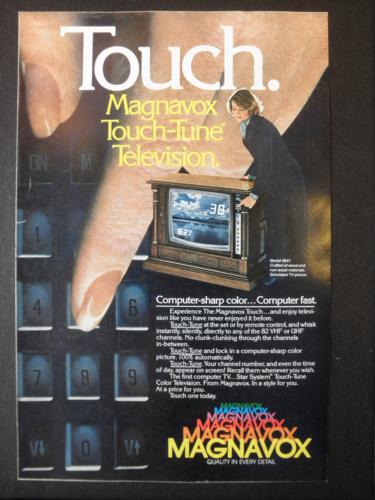 Touch.
Magnavox
Touch-Tune™
Television.
ON M
1
38
8:27
Model 4847.
Crafted of wood and
non-wood materials.
Simulated TV picture.
4 6
Computer-sharp color...Computer fast.
Experience The Magnavox Touch...and enjoy televi-
sion like you have never enjoyed it before.
Touch-Tune at the set or by remote control, and whisk
instantly, silently, directly to any of the 82 VHF or UHF
channels. No clunk-clunking through the channels
in-between.
Touch-Tune and lock in a computer-sharp color
picture, 100% automatically.
Touch-Tune. Your channel number, and even the time
of day, appear on screen! Recall them whenever you wish.
The first computer TV...Star System™ Touch-Tune
Color Television. From Magnavox. In a style for you.
At a price for you.
Touch one today.
V↑ 0 V↓
MAGNAVOX
MAGNAVOX
MAGNAVOX
MAGNAVOX
MAGNAVOX
MAGNAVOX
QUALITY IN EVERY DETAIL